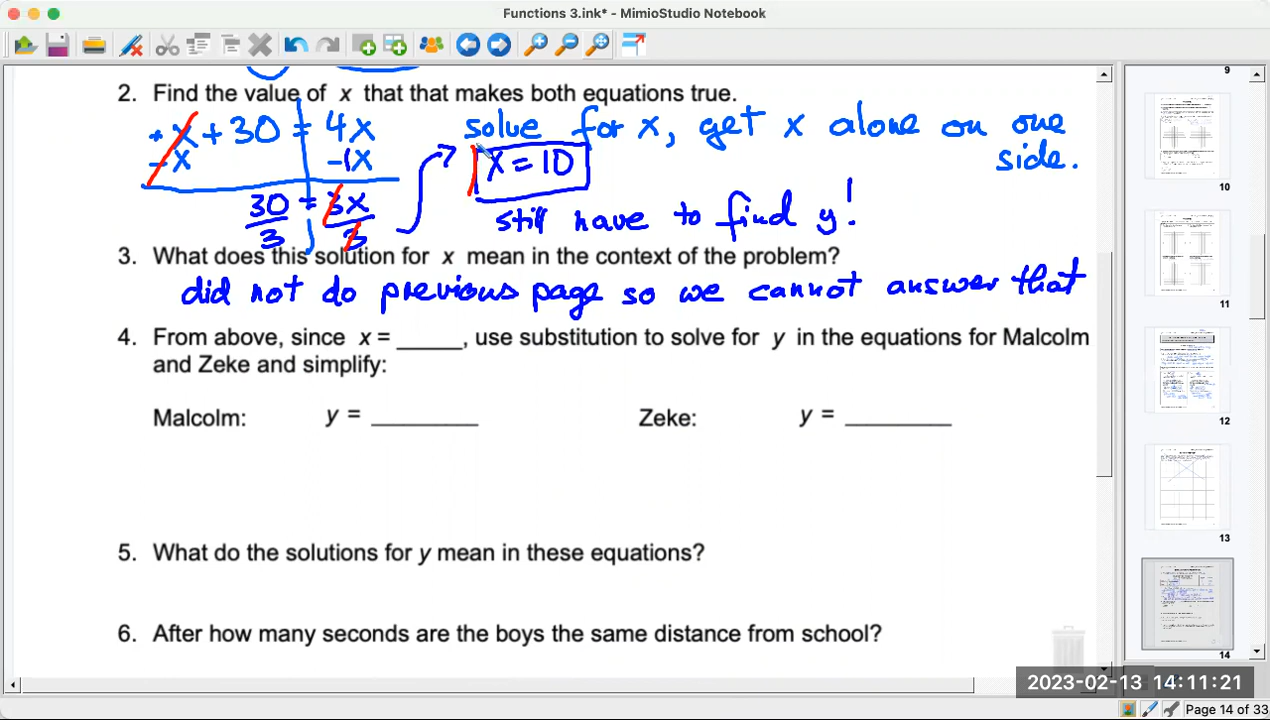 Functions 3.ink* - MimioStudio Notebook
2. Find the value of x that that makes both equations true.
x + 30 = 4x
solve for x, get x alone on one
side.
-x -1x
x = 10
30 = 3x
3 3
still have to find y!
3. What does this solution for x mean in the context of the problem?
did not do previous page so we cannot answer that
4. From above, since x = _____, use substitution to solve for y in the equations for Malcolm
and Zeke and simplify:
Malcolm: y = _________ Zeke: y = _________
5. What do the solutions for y mean in these equations?
6. After how many seconds are the boys the same distance from school?
9
10
11
12
13
14
2023-02-13 14:11:21
Page 14 of 33